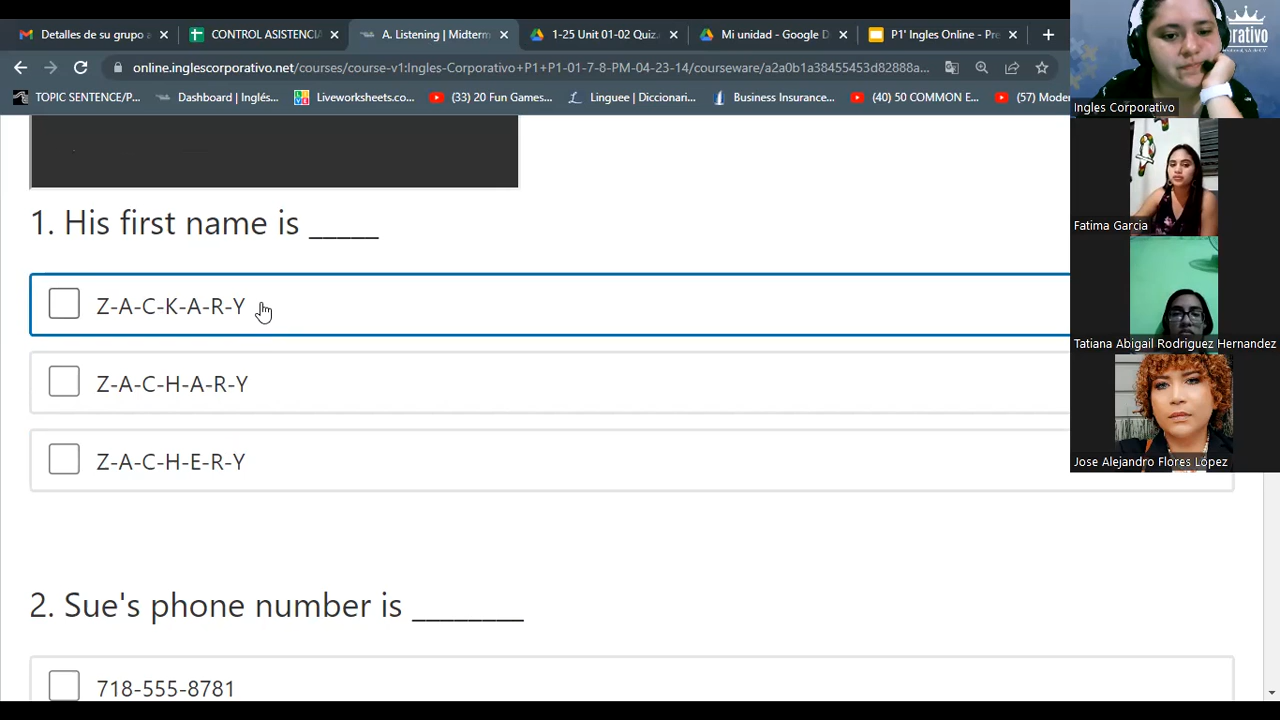 Detalles de su grupo a
CONTROL ASISTENCIA
A. Listening | Midterm
1-25 Unit 01-02 Quiz.
Mi unidad - Google D
P1' Ingles Online - Pre
online.inglescorporativo.net/courses/course-v1:Ingles-Corporativo+P1+P1-01-7-8-PM-04-23-14/courseware/a2a0b1a38455453d82888a...
TOPIC SENTENCE/P...
Dashboard | Inglés...
Liveworksheets.co...
(33) 20 Fun Games...
Linguee | Diccionari...
Business Insurance...
(40) 50 COMMON E...
(57) Mode
Ingles Corporativo
Fatima Garcia
Tatiana Abigail Rodriguez Hernandez
Jose Alejandro Flores López
1. His first name is _____
Z-A-C-K-A-R-Y
Z-A-C-H-A-R-Y
Z-A-C-H-E-R-Y
2. Sue's phone number is ________
718-555-8781